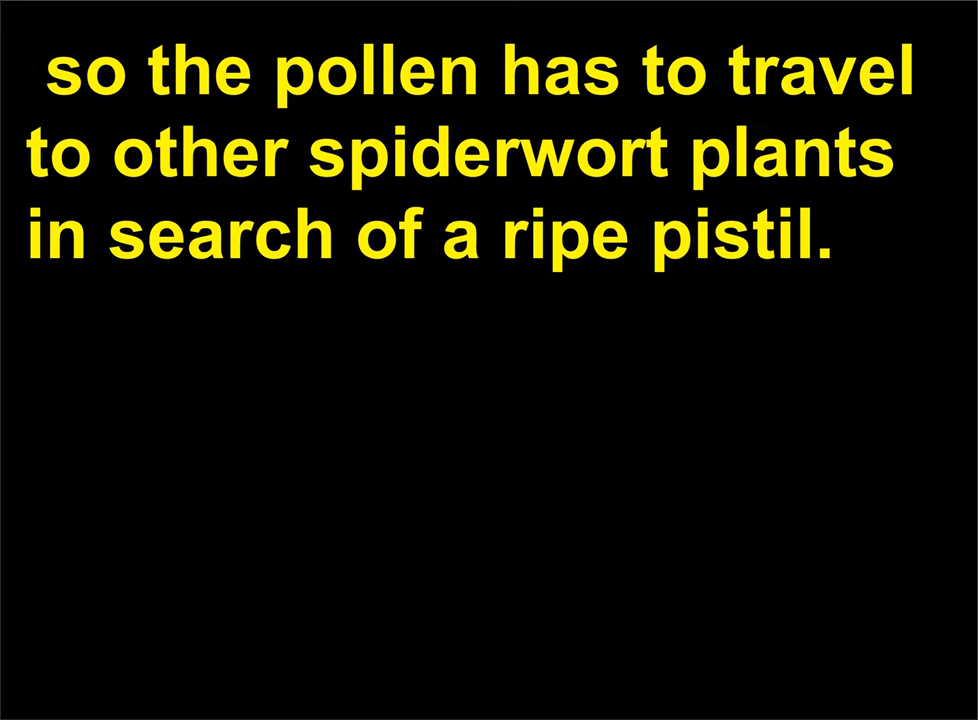 so the pollen has to travel
to other spiderwort plants
in search of a ripe pistil.